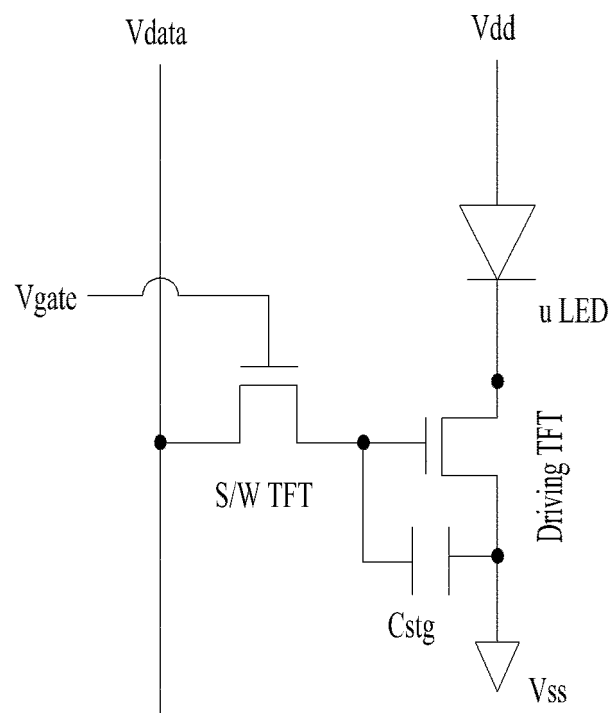 Vdata
Vdd
Vgate
u LED
S/W TFT
Driving TFT
Cstg
Vss